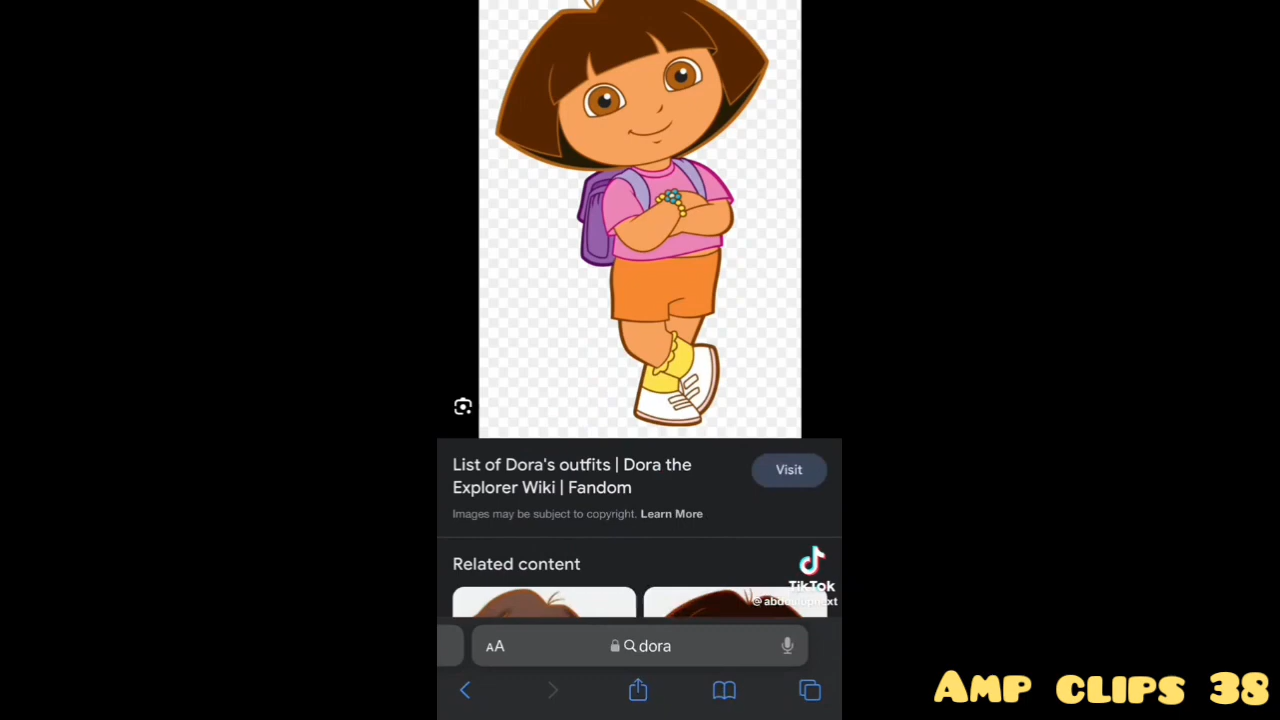 List of Dora's outfits | Dora the
Explorer Wiki | Fandom
Visit
Images may be subject to copyright. Learn More
Related content
TikTok
AA
dora
AMP CLIPS 38